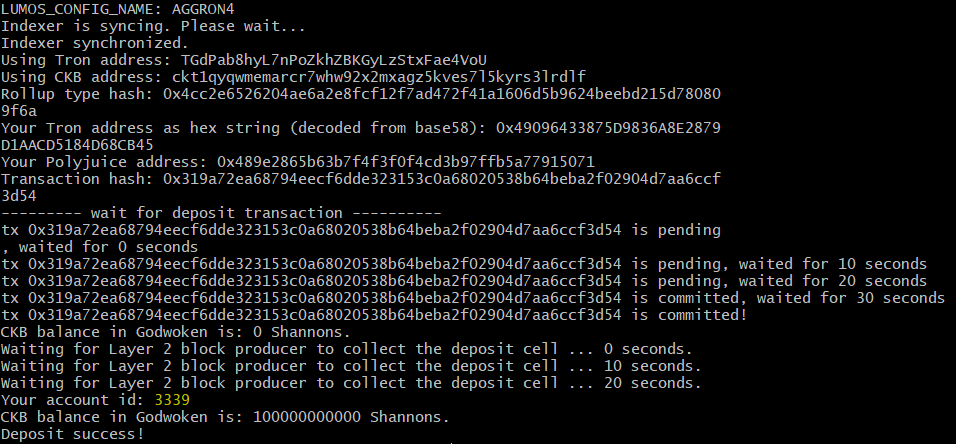 LUMOS_CONFIG_NAME: AGGRON4
Indexer is syncing. Please wait...
Indexer synchronized.
Using Tron address: TGdPab8hyL7nPoZkhZBKGyLzStxFae4VoU
Using CKB address: ckt1qyqwmemarcr7whw92x2mxagz5kves7l5kyrs3lrdlf
Rollup type hash: 0x4cc2e6526204ae6a2e8fcf12f7ad472f41a1606d5b9624beebd215d78080
9f6a
Your Tron address as hex string (decoded from base58): 0x49096433875D9836A8E2879
D1AACD5184D68CB45
Your Polyjuice address: 0x489e2865b63b7f4f3f0f4cd3b97ffb5a77915071
Transaction hash: 0x319a72ea68794eecf6dde323153c0a68020538b64beba2f02904d7aa6ccf
3d54
--------- wait for deposit transaction ----------
tx 0x319a72ea68794eecf6dde323153c0a68020538b64beba2f02904d7aa6ccf3d54 is pending
, waited for 0 seconds
tx 0x319a72ea68794eecf6dde323153c0a68020538b64beba2f02904d7aa6ccf3d54 is pending, waited for 10 seconds
tx 0x319a72ea68794eecf6dde323153c0a68020538b64beba2f02904d7aa6ccf3d54 is pending, waited for 20 seconds
tx 0x319a72ea68794eecf6dde323153c0a68020538b64beba2f02904d7aa6ccf3d54 is committed, waited for 30 seconds
tx 0x319a72ea68794eecf6dde323153c0a68020538b64beba2f02904d7aa6ccf3d54 is committed!
CKB balance in Godwoken is: 0 Shannons.
Waiting for Layer 2 block producer to collect the deposit cell ... 0 seconds.
Waiting for Layer 2 block producer to collect the deposit cell ... 10 seconds.
Waiting for Layer 2 block producer to collect the deposit cell ... 20 seconds.
Your account id: 3339
CKB balance in Godwoken is: 100000000000 Shannons.
Deposit success!